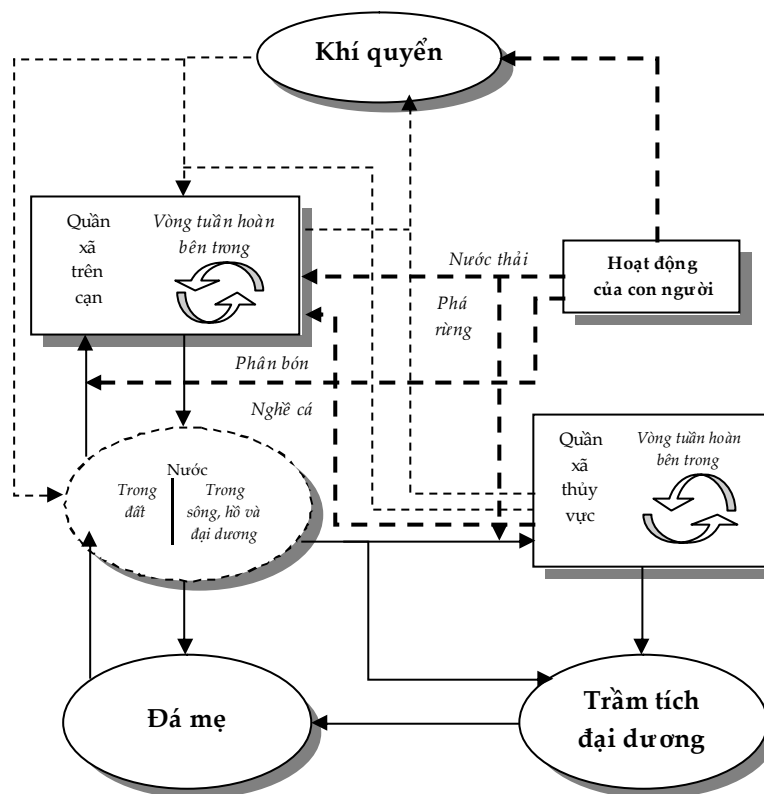 Khí quyển
Quần
xã
trên
cạn
Vòng tuần hoàn
bên trong
Nước thải
Hoạt động
của con người
Phá
rừng
Phân bón
Nghề cá
Quần
xã
thủy
vực
Vòng tuần hoàn
bên trong
Nước
Trong
đất
Trong
sông, hồ và
đại dương
Đá mẹ
Trầm tích
đại dương